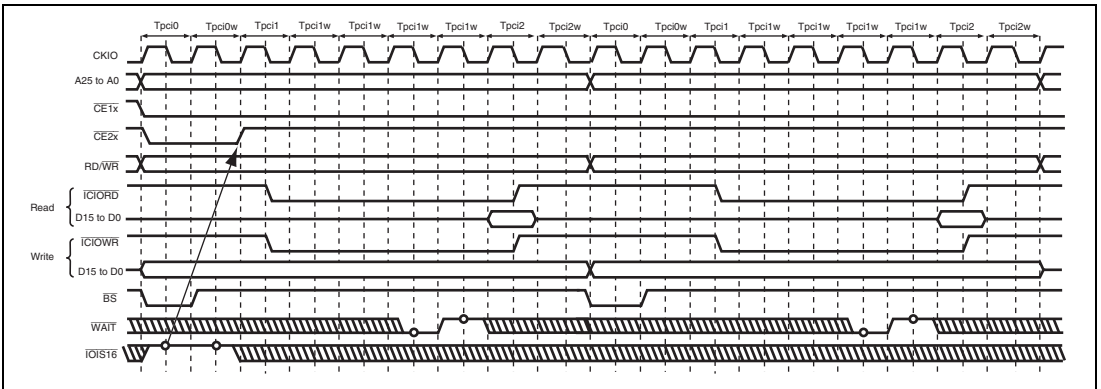 Tpci0 Tpci0w Tpci1 Tpci1w Tpci1w Tpci1w Tpci1w Tpci2 Tpci2w Tpci0 Tpci0w Tpci1 Tpci1w Tpci1w Tpci1w Tpci1w Tpci2 Tpci2w
CKIO
A25 to A0
CE1x
CE2x
RD/WR
Read
ICIORD
D15 to D0
Write
ICIOWR
D15 to D0
BS
WAIT
IOIS16